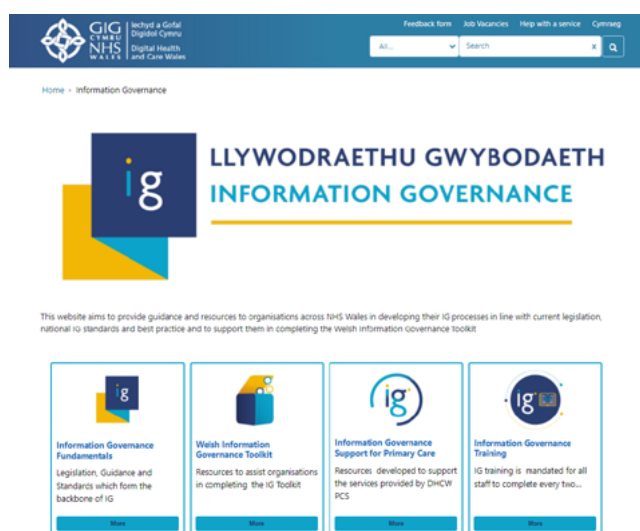 Feedback form Job Vacancies Help with a service Cymraeg
GIG
CYMRU
NHS
WALES
Iechyd a Gofal
Digidol Cymru
Digital Health
and Care Wales
All... Search x
Home > Information Governance
ig
LLYWODRAETHU GWYBODAETH
INFORMATION GOVERNANCE
This website aims to provide guidance and resources to organisations across NHS Wales in developing their IG processes in line with current legislation,
national IG standards and best practice and to support them in completing the Welsh Information Governance Toolkit
ig
Information Governance
Fundamentals
Legislation, Guidance and
Standards which form the
backbone of IG
More
Welsh Information
Governance Toolkit
Resources to assist organisations
in completing the IG Toolkit
More
ig
Information Governance
Support for Primary Care
Resources developed to support
the services provided by DHCW
PCS
More
ig
Information Governance
Training
IG training is mandated for all
staff to complete every two...
More